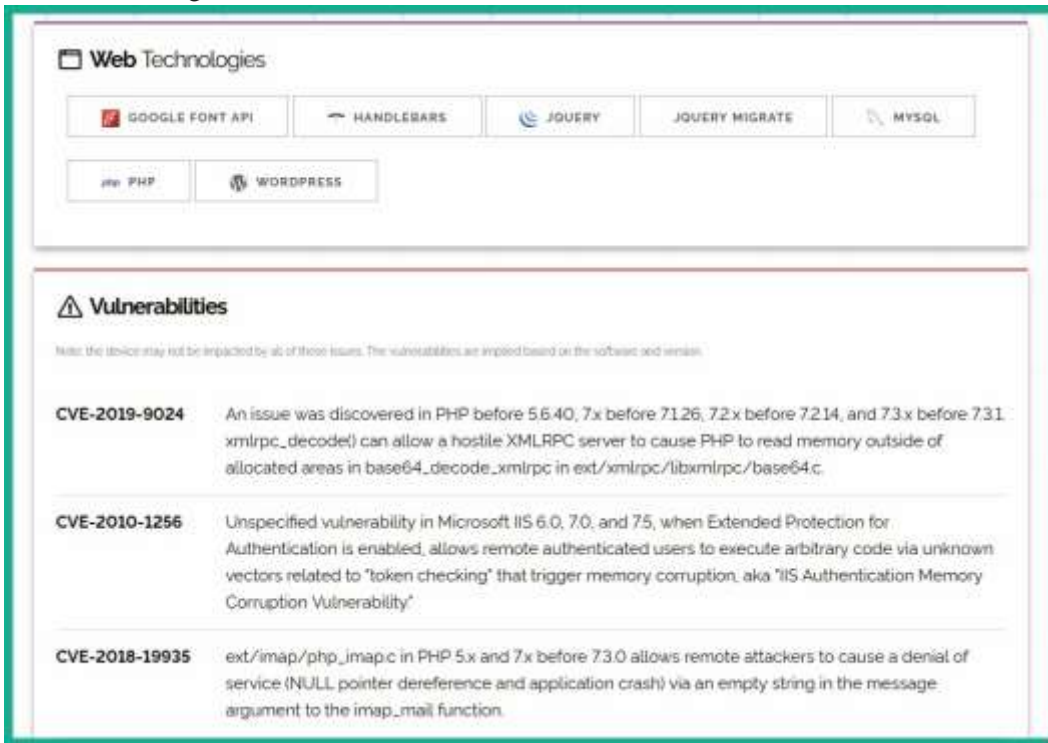 Web Technologies
GOOGLE FONT API
HANDLEBARS
JQUERY
JQUERY MIGRATE
MYSQL
php PHP
WORDPRESS
Vulnerabilities
Note: the device may not be impacted by all of these issues. The vulnerabilities are implied based on the software and version.
CVE-2019-9024
An issue was discovered in PHP before 5.6.40, 7.x before 7.1.26, 7.2.x before 7.2.14, and 7.3.x before 7.3.1.
xmlrpc_decode() can allow a hostile XMLRPC server to cause PHP to read memory outside of
allocated areas in base64_decode_xmlrpc in ext/xmlrpc/libxmlrpc/base64.c.
CVE-2010-1256
Unspecified vulnerability in Microsoft IIS 6.0, 7.0, and 7.5, when Extended Protection for
Authentication is enabled, allows remote authenticated users to execute arbitrary code via unknown
vectors related to "token checking" that trigger memory corruption, aka "IIS Authentication Memory
Corruption Vulnerability."
CVE-2018-19935
ext/imap/php_imap.c in PHP 5.x and 7.x before 7.3.0 allows remote attackers to cause a denial of
service (NULL pointer dereference and application crash) via an empty string in the message
argument to the imap_mail function.